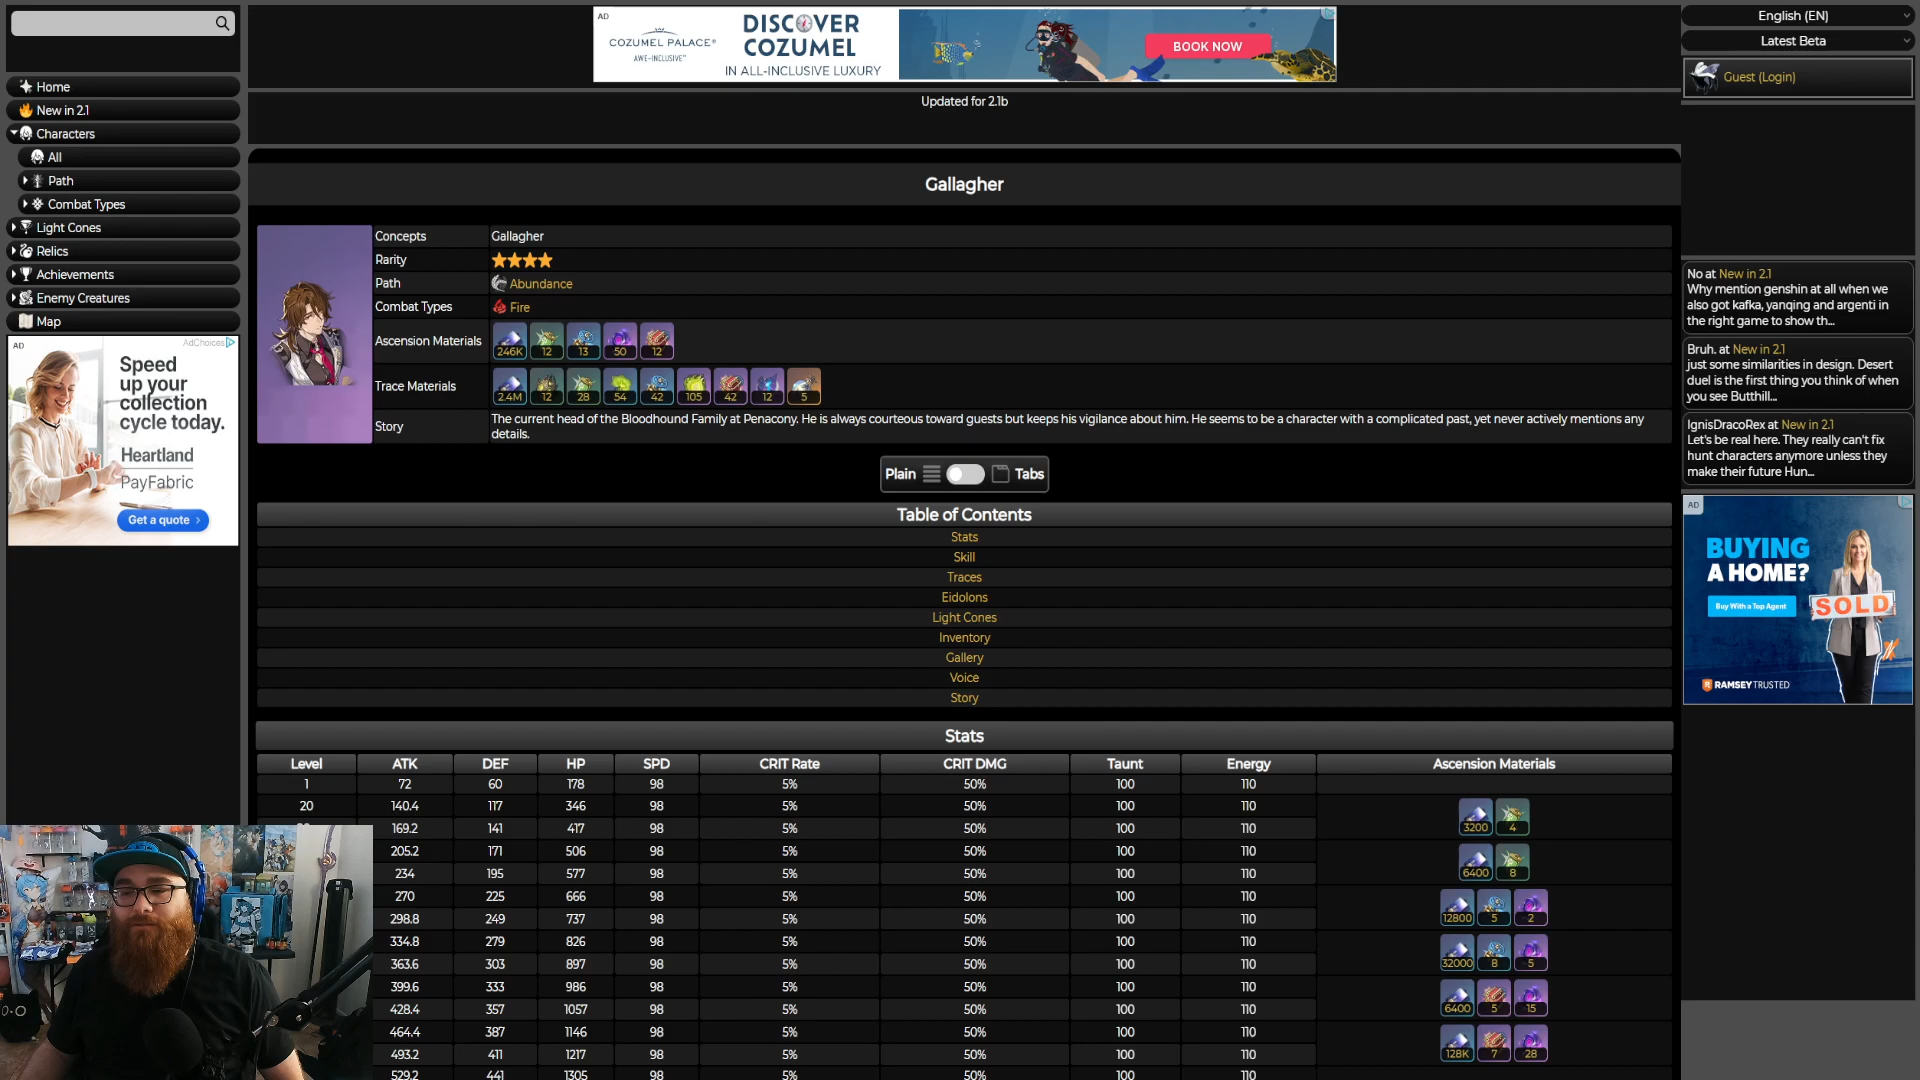 Home
New in 2.1
Characters
All
Path
Combat Types
Light Cones
Relics
Achievements
Enemy Creatures
Map
AD
AdChoices
Speed
up your
collection
cycle today.
Heartland
PayFabric
Get a quote
AD
COZUMEL PALACE®
AWE-INCLUSIVE™
DISCOVER
COZUMEL
IN ALL-INCLUSIVE LUXURY
BOOK NOW
Updated for 2.1b
Gallagher
Concepts Gallagher
Rarity
Path Abundance
Combat Types Fire
Ascension Materials 246K 12 13 50 12
Trace Materials 2.4M 12 28 54 42 105 42 12 5
Story The current head of the Bloodhound Family at Penacony. He is always courteous toward guests but keeps his vigilance about him. He seems to be a character with a complicated past, yet never actively mentions any
details.
Plain Tabs
Table of Contents
Stats
Skill
Traces
Eidolons
Light Cones
Inventory
Gallery
Voice
Story
Stats
Level ATK DEF HP SPD CRIT Rate CRIT DMG Taunt Energy Ascension Materials
1 72 60 178 98 5% 50% 100 110
20 140.4 117 346 98 5% 50% 100 110
3200 4
169.2 141 417 98 5% 50% 100 110
205.2 171 506 98 5% 50% 100 110
6400 8
234 195 577 98 5% 50% 100 110
270 225 666 98 5% 50% 100 110
12800 5 2
298.8 249 737 98 5% 50% 100 110
334.8 279 826 98 5% 50% 100 110
32000 8 5
363.6 303 897 98 5% 50% 100 110
399.6 333 986 98 5% 50% 100 110
6400 5 15
428.4 357 1057 98 5% 50% 100 110
464.4 387 1146 98 5% 50% 100 110
128K 7 28
493.2 411 1217 98 5% 50% 100 110
529.2 441 1305 98 5% 50% 100 110
English (EN)
Latest Beta
Guest (Login)
No at New in 2.1
Why mention genshin at all when we
also got kafka, yanqing and argenti in
the right game to show th...
Bruh. at New in 2.1
just some similarities in design. Desert
duel is the first thing you think of when
you see Butthill...
IgnisDracoRex at New in 2.1
Let's be real here. They really can't fix
hunt characters anymore unless they
make their future Hun...
AD
BUYING
A HOME?
Buy With a Top Agent
SOLD
R RAMSEY TRUSTED